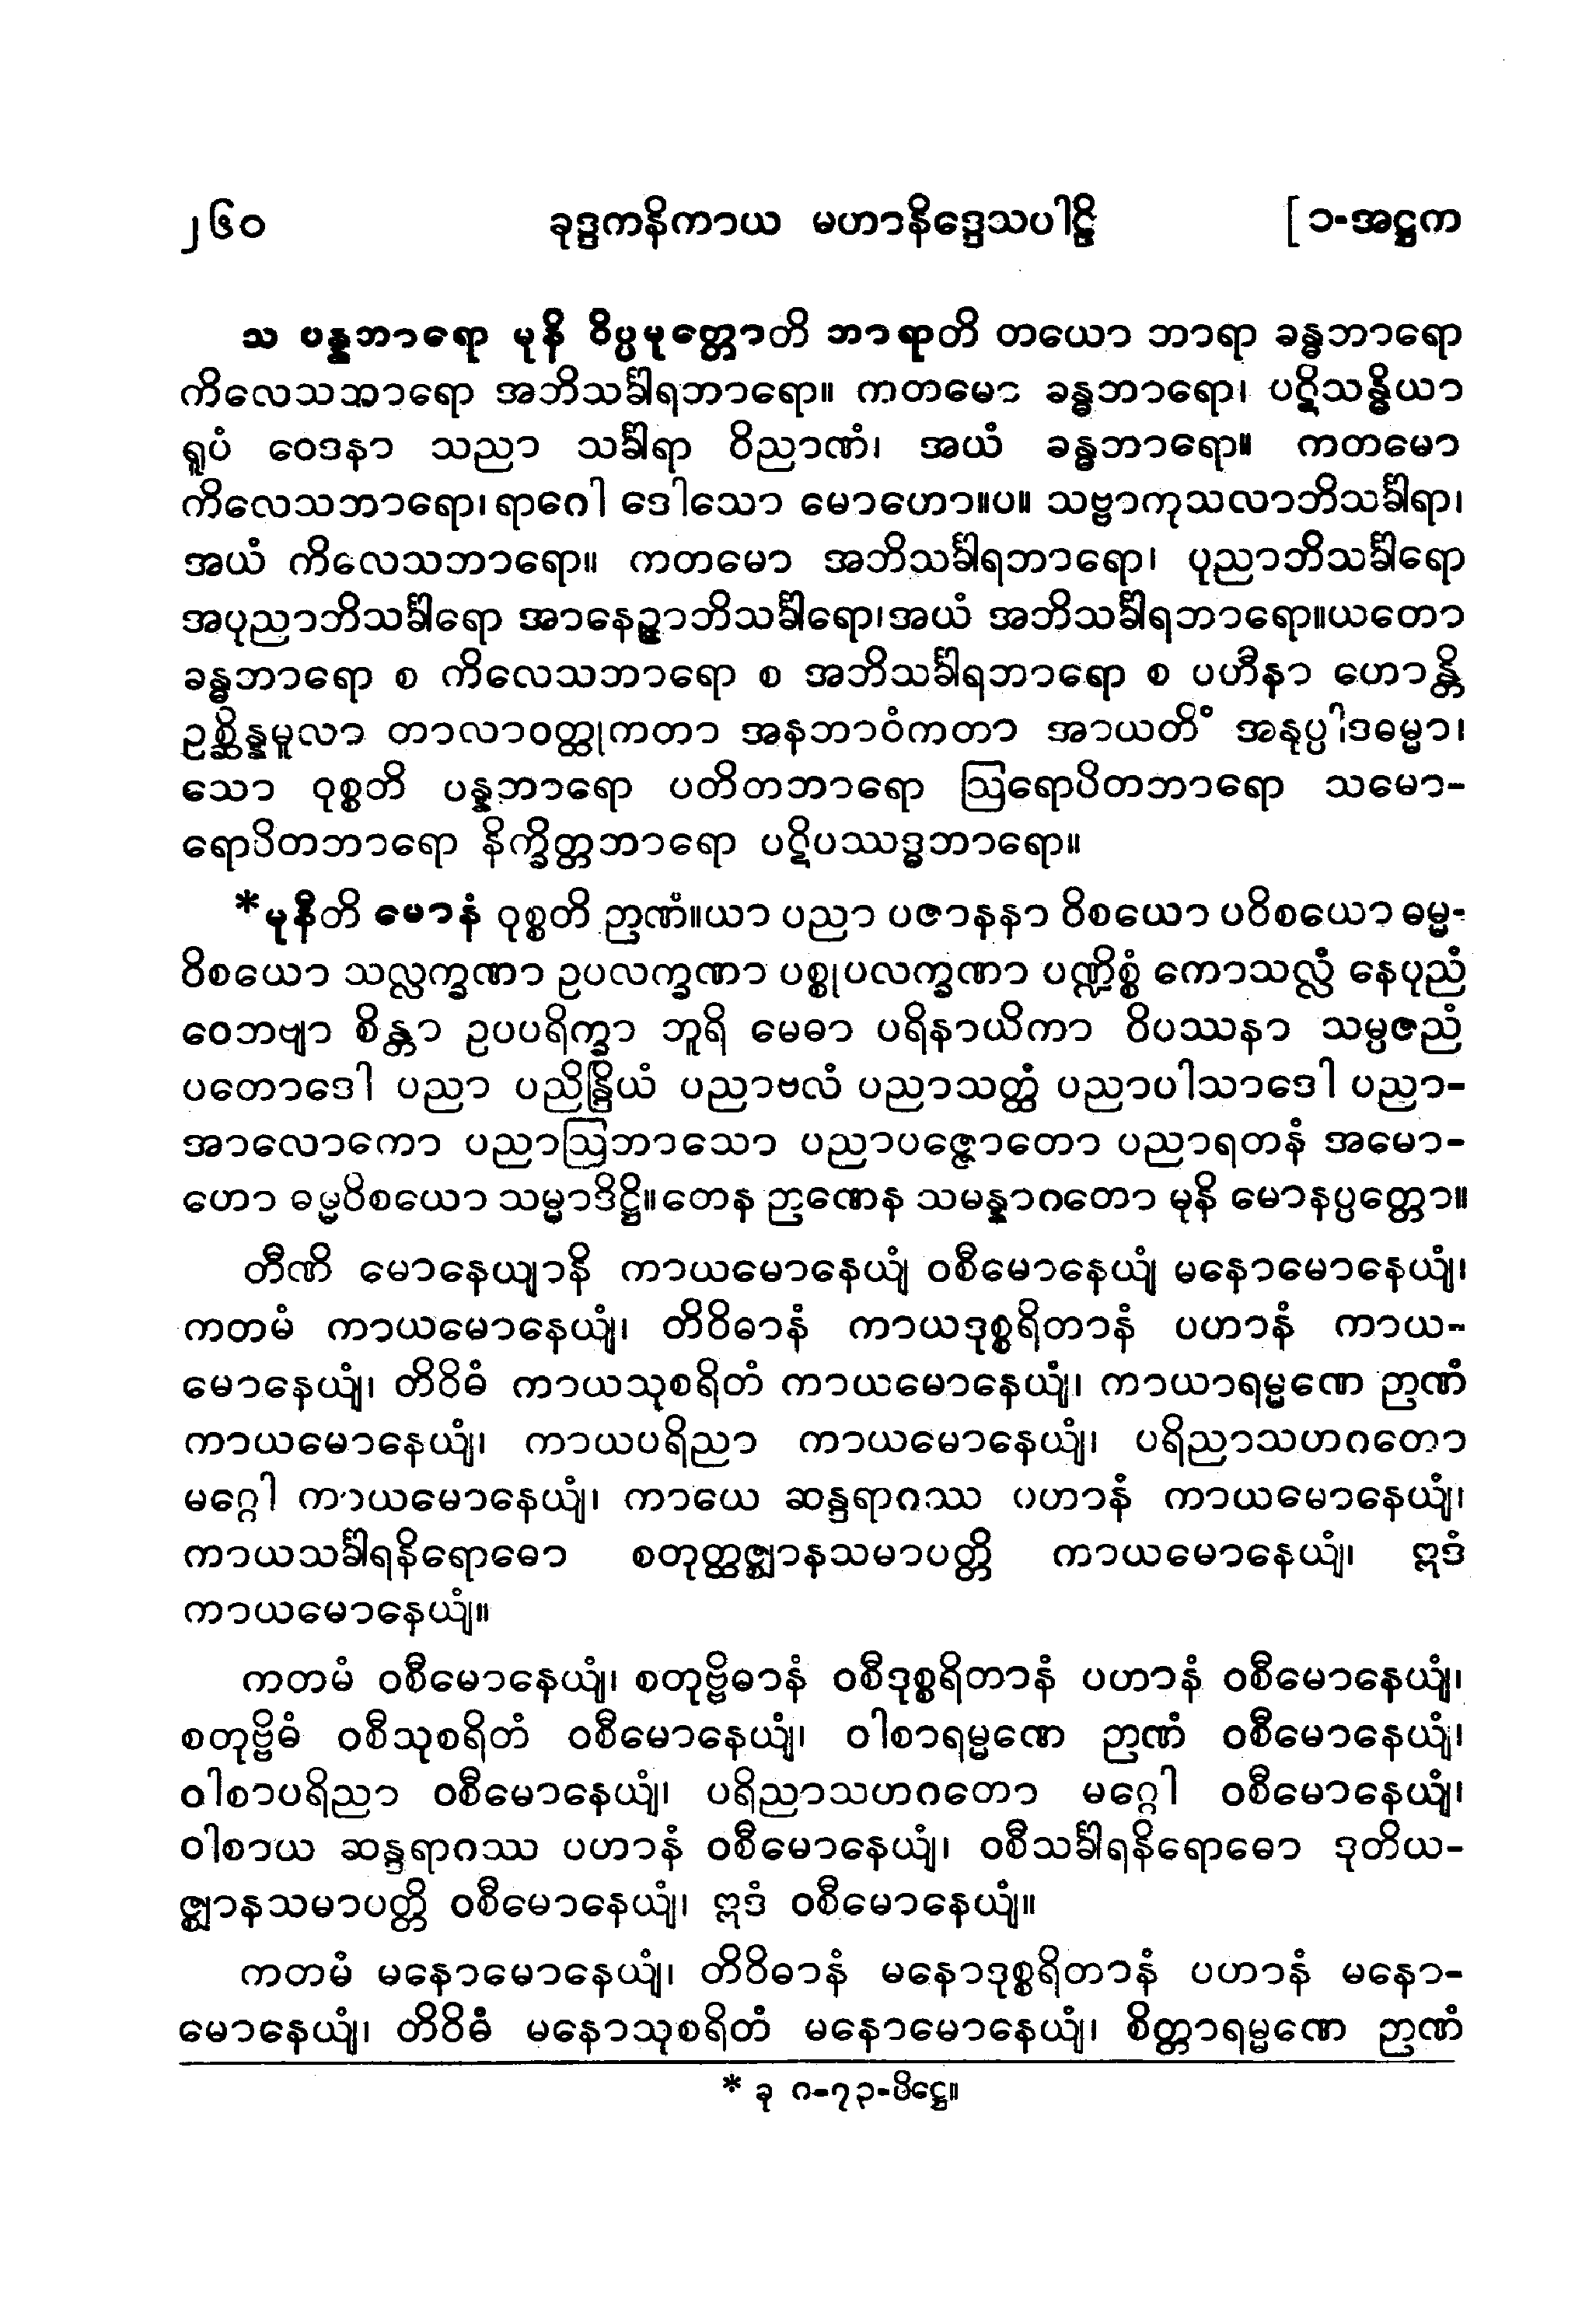 ၂၆၀ ခုဒ္ဒကနိကာယ မဟာနိဒ္ဒေသပါဠိ [ ၁-အဋ္ဌက
သ ပန္နဘာရော မုနိ ဝိပ္ပမုတ္တောတိ ဘာရာတိ တယော ဘာရာ ခန္ဓဘာရော
ကိလေသဘာရော အဘိသင်္ခါရဘာရော။ ကတမော ခန္ဓဘာရော၊ ပဋိသန္ဓိယာ
ရူပံ ဝေဒနာ သညာ သင်္ခါရာ ဝိညာဏံ၊ အယံ ခန္ဓဘာရော။ ကတမော
ကိလေသဘာရော၊ ရာဂေါ ဒေါသော မောဟော။ပ။ သဗ္ဗာကုသလာဘိသင်္ခါရာ၊
အယံ ကိလေသဘာရော။ ကတမော အဘိသင်္ခါရဘာရော၊ ပုညာဘိသင်္ခါရော
အပုညာဘိသင်္ခါရော အာနေဉ္ဇာဘိသင်္ခါရော၊အယံ အဘိသင်္ခါရဘာရော။ယတော
ခန္ဓဘာရော စ ကိလေသဘာရော စ အဘိသင်္ခါရဘာရော စ ပဟီနာ ဟောန္တိ
ဥစ္ဆိန္နမူလာ တာလာဝတ္ထုကတာ အနဘာဝံကတာ အာယတိံ အနုပ္ပါဒဓမ္မာ၊
သော ဝုစ္စတိ ပန္နဘာရော ပတိတဘာရော ဩရောပိတဘာရော သမော-
ရောပိတဘာရော နိက္ခိတ္တဘာရော ပဋိပဿဒ္ဓဘာရော။
*မုနီတိ မောနံ ဝုစ္စတိ ဉာဏံ။ယာ ပညာ ပဇာနနာ ဝိစယော ပဝိစယော ဓမ္မ-
ဝိစယော သလ္လက္ခဏာ ဥပလက္ခဏာ ပစ္စုပလက္ခဏာ ပဏ္ဍိစ္စံ ကောသလ္လံ နေပုညံ
ဝေဘဗျာ စိန္တာ ဥပပရိက္ခာ ဘူရိ မေဓာ ပရိနာယိကာ ဝိပဿနာ သမ္ပဇညံ
ပတောဒေါ ပညာ ပညိန္ဒြိယံ ပညာဗလံ ပညာသတ္ထံ ပညာပါသာဒေါ ပညာ-
အာလောကော ပညာဩဘာသော ပညာပဇ္ဇောတော ပညာရတနံ အမော-
ဟော ဓမ္မဝိစယော သမ္မာဒိဋ္ဌိ။တေန ဉာဏေန သမန္နာဂတော မုနိ မောနပ္ပတ္တော။
တီဏိ မောနေယျာနိ ကာယမောနေယျံ ဝစီမောနေယျံ မနောမောနေယျံ၊
ကတမံ ကာယမောနေယျံ၊ တိဝိဓာနံ ကာယဒုစ္စရိတာနံ ပဟာနံ ကာယ-
မောနေယျံ၊ တိဝိဓံ ကာယသုစရိတံ ကာယမောနေယျံ၊ ကာယာရမ္မဏေ ဉာဏံ
ကာယမောနေယျံ၊ ကာယပရိညာ ကာယမောနေယျံ၊ ပရိညာသဟဂတော
မဂ္ဂေါ ကာယမောနေယျံ၊ ကာယေ ဆန္ဒရာဂဿ ပဟာနံ ကာယမောနေယျံ၊
ကာယသင်္ခါရနိရောဓော စတုတ္ထဇ္ဈာနသမာပတ္တိ ကာယမောနေယျံ၊ ဣဒံ
ကာယမောနေယျံ။
ကတမံ ဝစီမောနေယျံ၊ စတုဗ္ဗိဓာနံ ဝစီဒုစ္စရိတာနံ ပဟာနံ ဝစီမောနေယျံ၊
စတုဗ္ဗိဓံ ဝစီသုစရိတံ ဝစီမောနေယျံ၊ ဝါစာရမ္မဏေ ဉာဏံ ဝစီမောနေယျံ၊
ဝါစာပရိညာ ဝစီမောနေယျံ၊ ပရိညာသဟဂတော မဂ္ဂေါ ဝစီမောနေယျံ၊
ဝါစာယ ဆန္ဒရာဂဿ ပဟာနံ ဝစီမောနေယျံ၊ ဝစီသင်္ခါရနိရောဓော ဒုတိယ-
ဇ္ဈာနသမာပတ္တိ ဝစီမောနေယျံ၊ ဣဒံ ဝစီမောနေယျံ။
ကတမံ မနောမောနေယျံ၊ တိဝိဓာနံ မနောဒုစ္စရိတာနံ ပဟာနံ မနော-
မောနေယျံ၊ တိဝိဓံ မနောသုစရိတံ မနောမောနေယျံ၊ စိတ္တာရမ္မဏေ ဉာဏံ
* ခု ဂ-၇၃-ပိဋ္ဌေ။